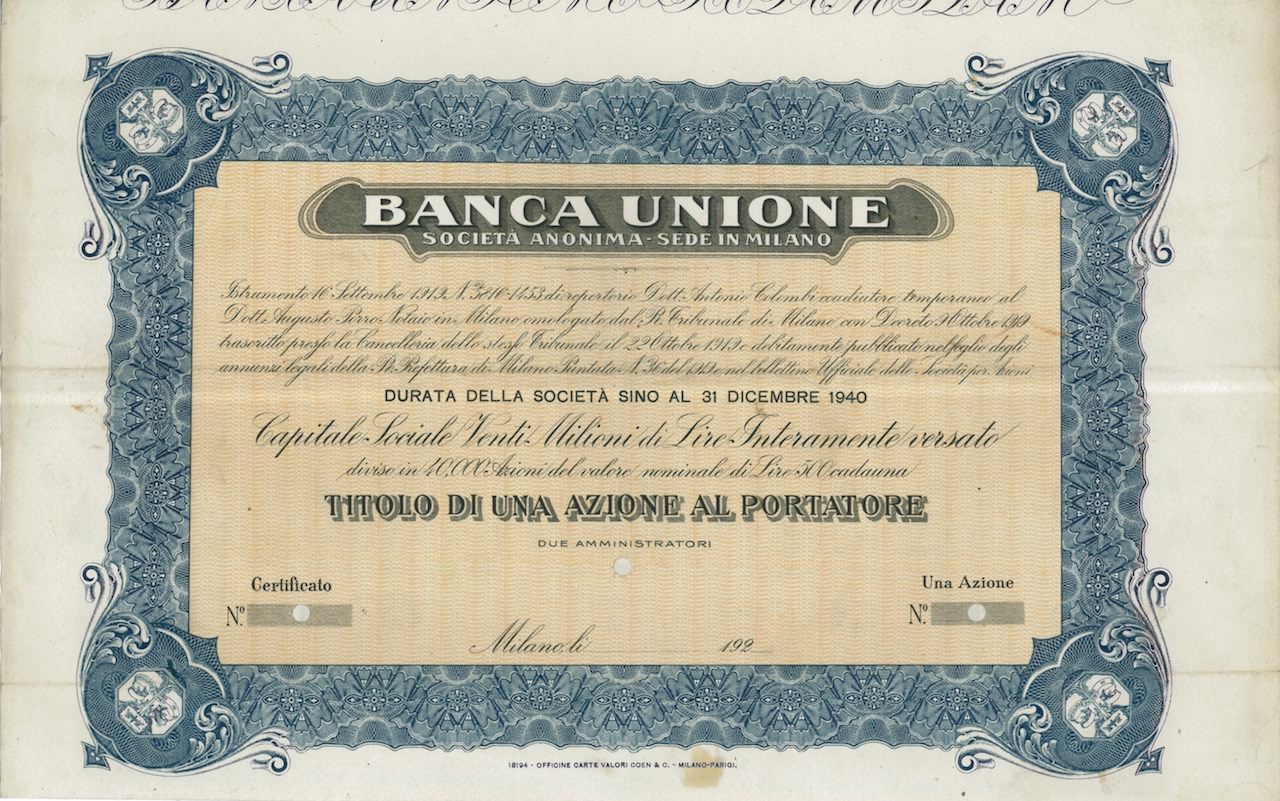 BANCA UNIONE
SOCIETÀ ANONIMA - SEDE IN MILANO
Istrumento 16 Settembre 1919 N. 3816-1453 di repertorio Dott. Antonio Colombi coadiutore temporaneo al
Dott. Augusto Porro Notaio in Milano omologato dal R. Tribunale di Milano con Decreto 9 Ottobre 1919
trascritto presso la Cancelleria dello stesso Tribunale il 22 Ottobre 1919 e debitamente pubblicato nel foglio degli
annunzi legali della R. Prefettura di Milano Puntata N. 36 del 1919 e nel bollettino Ufficiale delle Società per Azioni
DURATA DELLA SOCIETÀ SINO AL 31 DICEMBRE 1940
Capitale Sociale Venti Milioni di Lire Interamente versato
diviso in 40,000 Azioni del valore nominale di Lire 500 cadauna
TITOLO DI UNA AZIONE AL PORTATORE
DUE AMMINISTRATORI
Certificato
Una Azione
N.º
N.º
Milano, li 192
18194 - OFFICINE CARTE VALORI COEN & C. - MILANO-PARIGI.